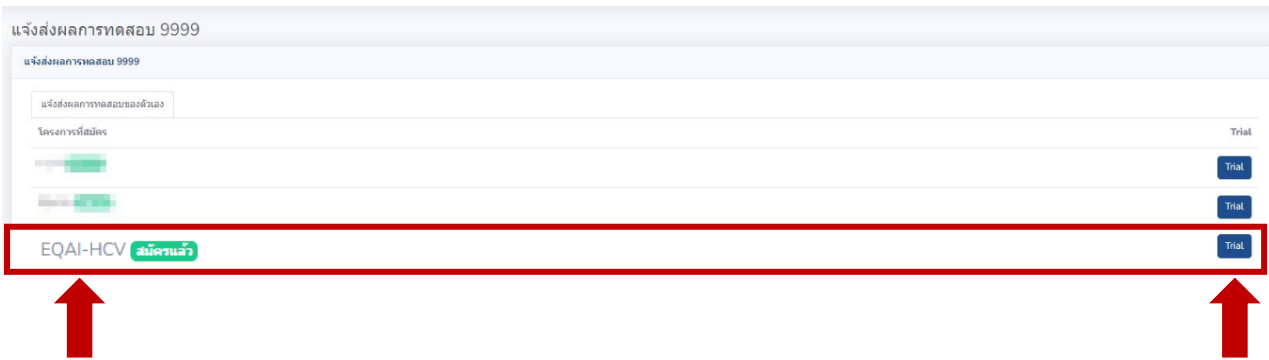 แจ้งส่งผลการทดสอบ 9999
แจ้งส่งผลการทดสอบ 9999
แจ้งส่งผลการทดสอบของตัวเอง
โครงการที่สมัคร Trial
Trial
Trial
EQAI-HCV สมัครแล้ว Trial